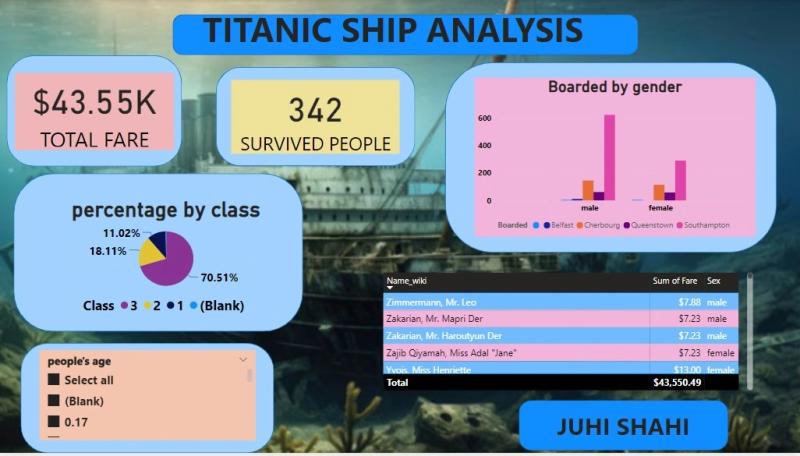 TITANIC SHIP ANALYSIS
$43.55K
TOTAL FARE
342
SURVIVED PEOPLE
Boarded by gender
600
400
200
0
male female
Boarded Belfast Cherbourg Queenstown Southampton
percentage by class
11.02%
18.11%
70.51%
Class 3 2 1 (Blank)
Name_wiki Sum of Fare Sex
Zimmermann, Mr. Leo $7.88 male
Zakarian, Mr. Mapri Der $7.23 male
Zakarian, Mr. Haroutyun Der $7.23 male
Zajib Qiyamah, Miss Adal "Jane" $7.23 female
Yvois, Miss Henriette $13.00 female
Total $43,550.49
people's age
Select all
(Blank)
0.17
JUHI SHAHI